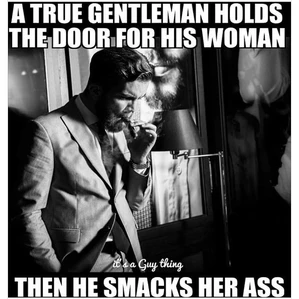 A TRUE GENTLEMAN HOLDS
THE DOOR FOR HIS WOMAN
it's a Guy thing
THEN HE SMACKS HER ASS